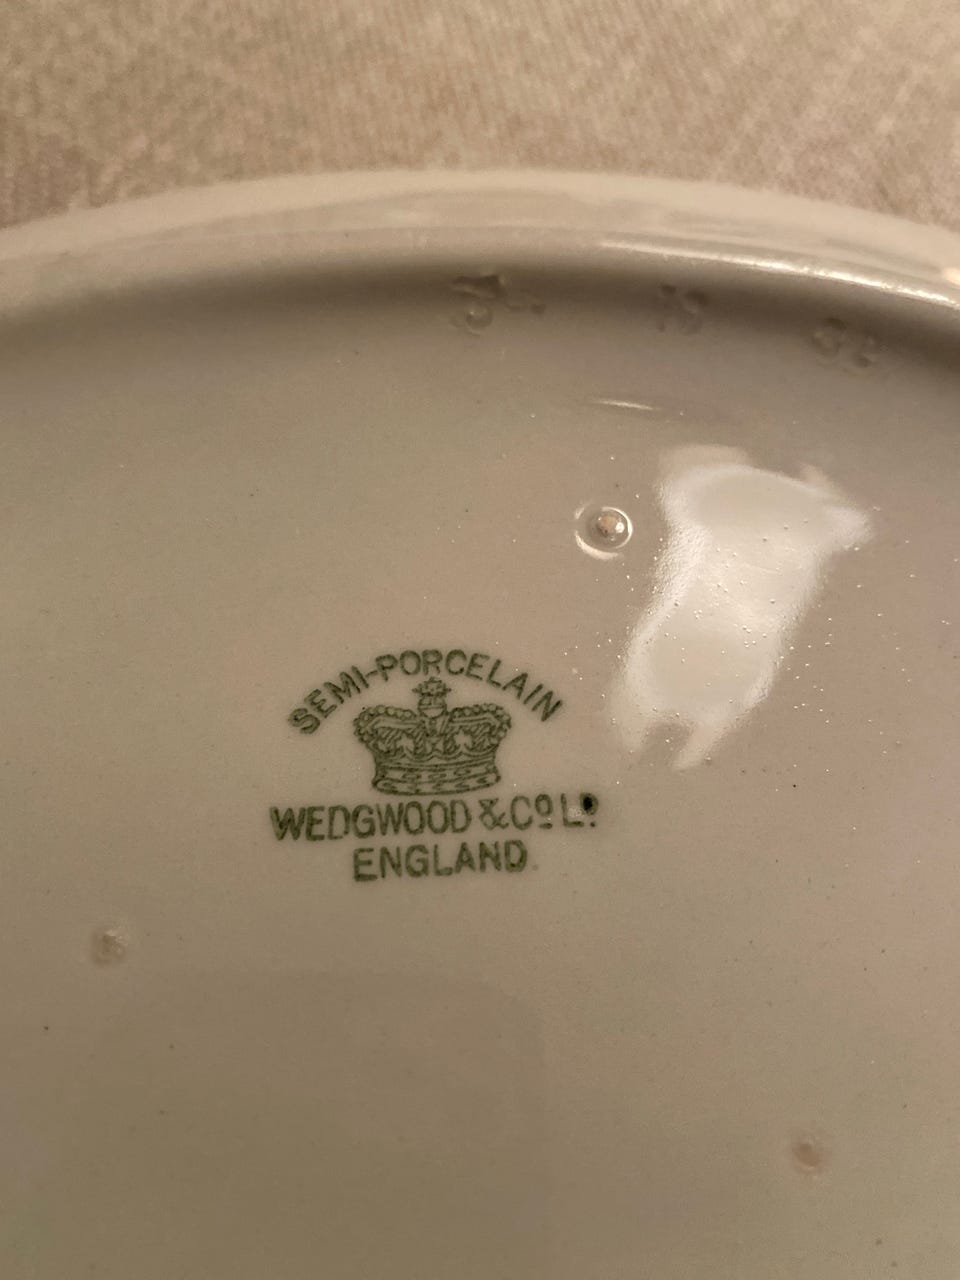 SEMI-PORCELAIN
WEDGWOOD & Cº Lᴰ
ENGLAND